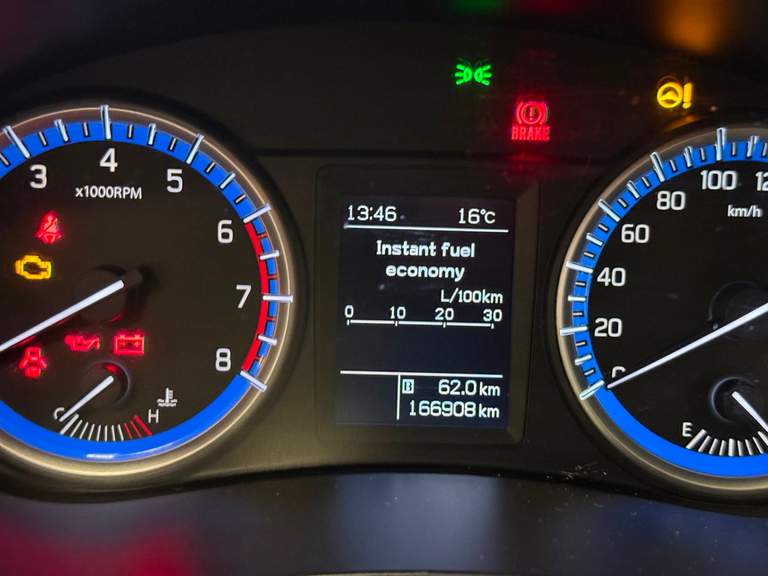 3
4
5
6
7
8
x1000RPM
C
H
BRAKE
13:46 16°C
Instant fuel
economy
L/100km
0 10 20 30
B 62.0 km
166908 km
0
20
40
60
80
100
km/h
E